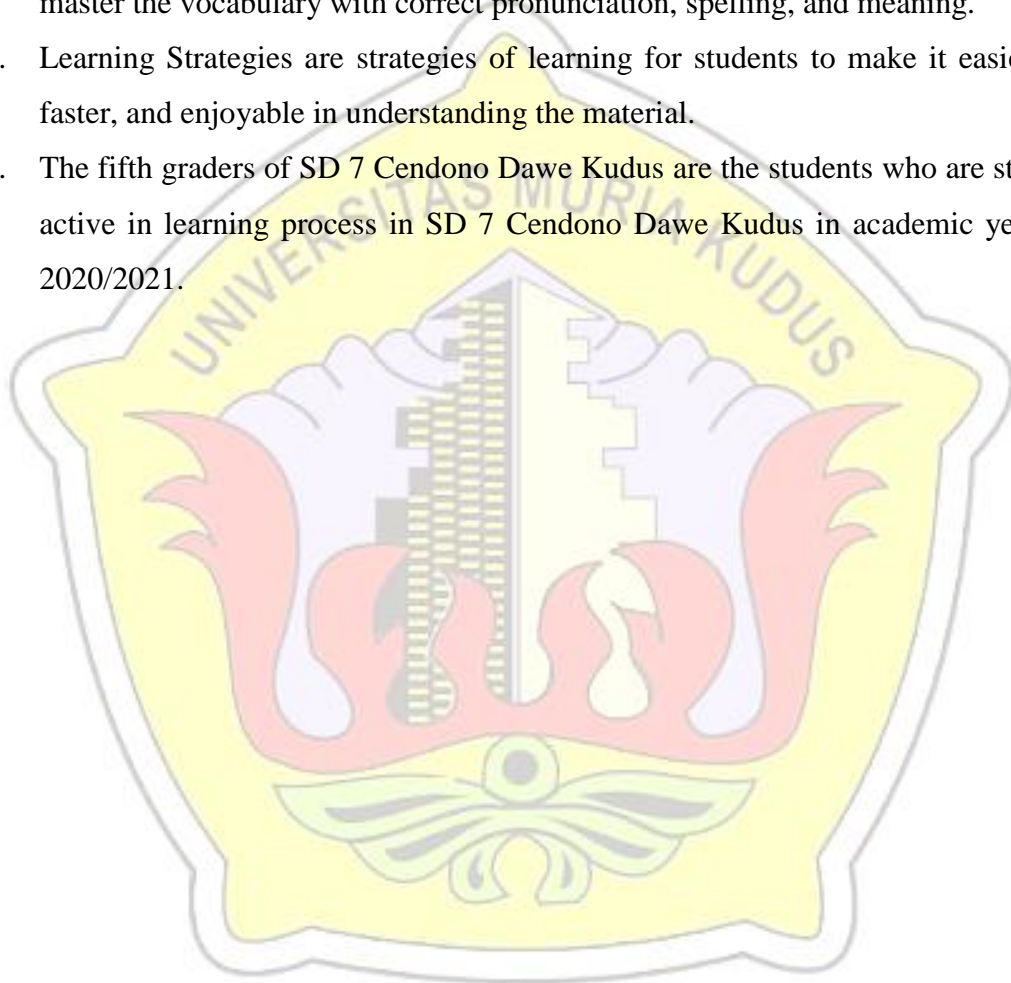 master the vocabulary with correct pronunciation, spelling, and meaning.
. Learning Strategies are strategies of learning for students to make it easi
faster, and enjoyable in understanding the material.
. The fifth graders of SD 7 Cendono Dawe Kudus are the students who are st
active in learning process in SD 7 Cendono Dawe Kudus in academic ye
2020/2021.
UNIVERSITAS MURIA KUDUS